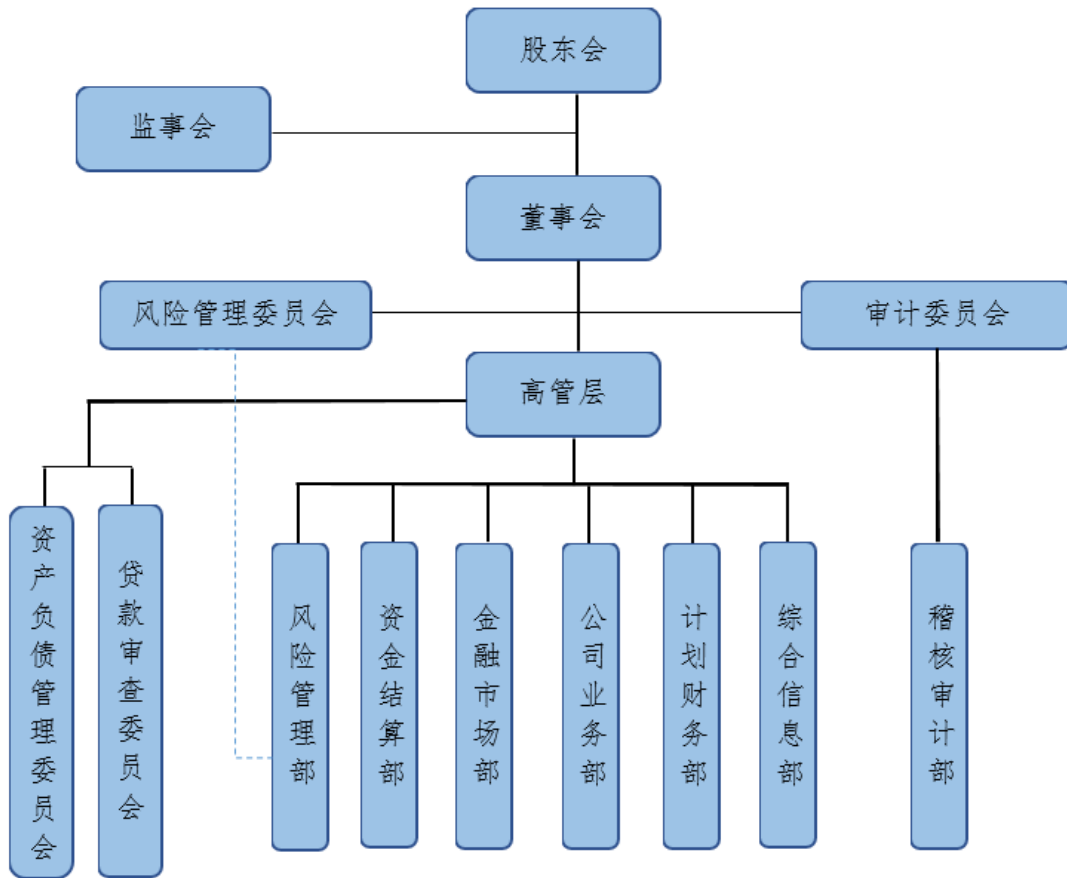 股东会
监事会
董事会
风险管理委员会
审计委员会
高管层
资产负债管理委员会
贷款审查委员会
风险管理部
资金结算部
金融市场部
公司业务部
计划财务部
综合信息部
稽核审计部